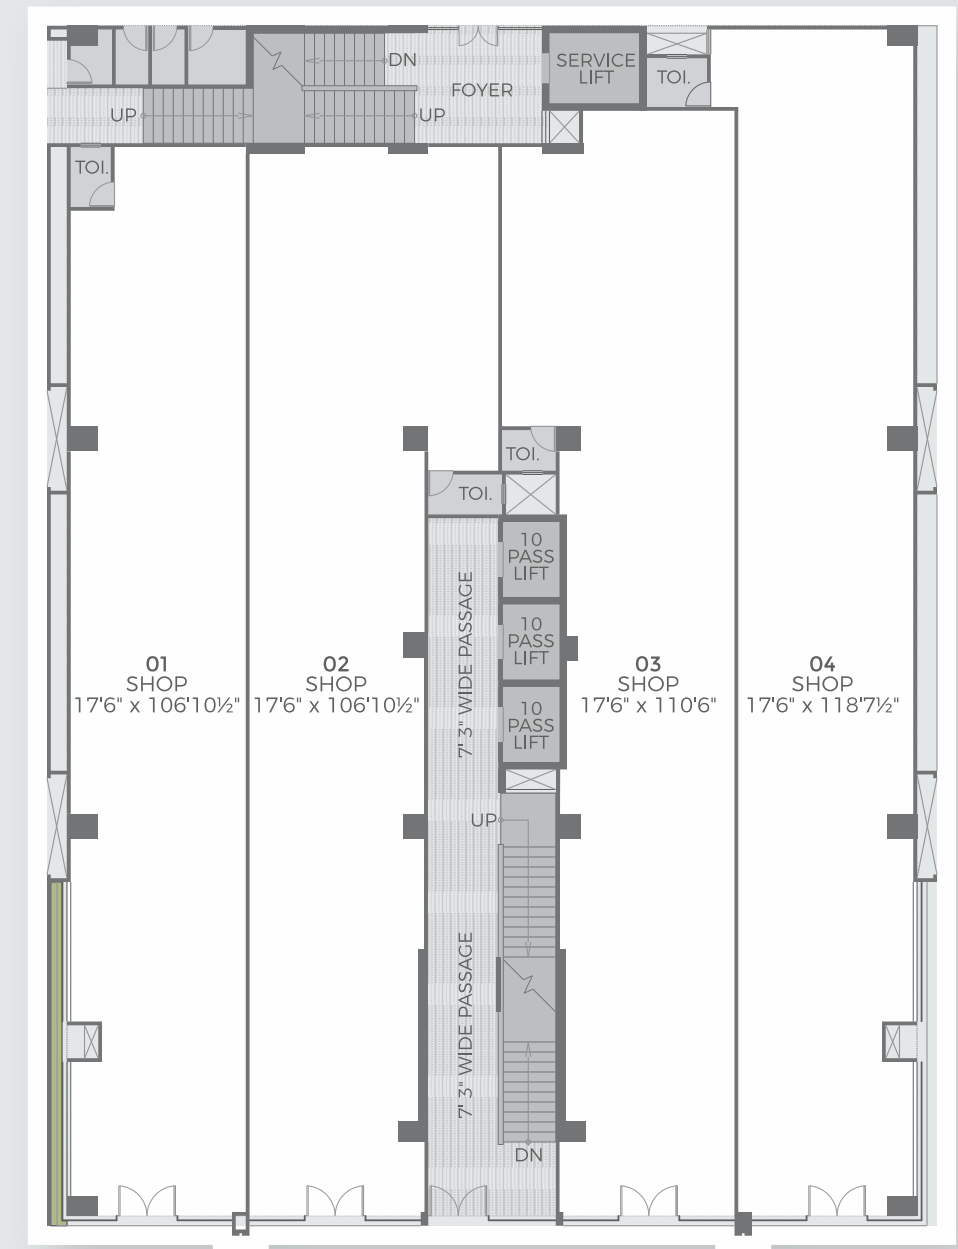 DN
SERVICE
LIFT
TOI.
FOYER
UP
UP
TOI.
TOI.
TOI.
10
PASS
LIFT
7' 3" WIDE PASSAGE
10
PASS
LIFT
01
SHOP
17'6" x 106'10½"
02
SHOP
17'6" x 106'10½"
03
SHOP
17'6" x 110'6"
04
SHOP
17'6" x 118'7½"
10
PASS
LIFT
UP
7' 3" WIDE PASSAGE
DN